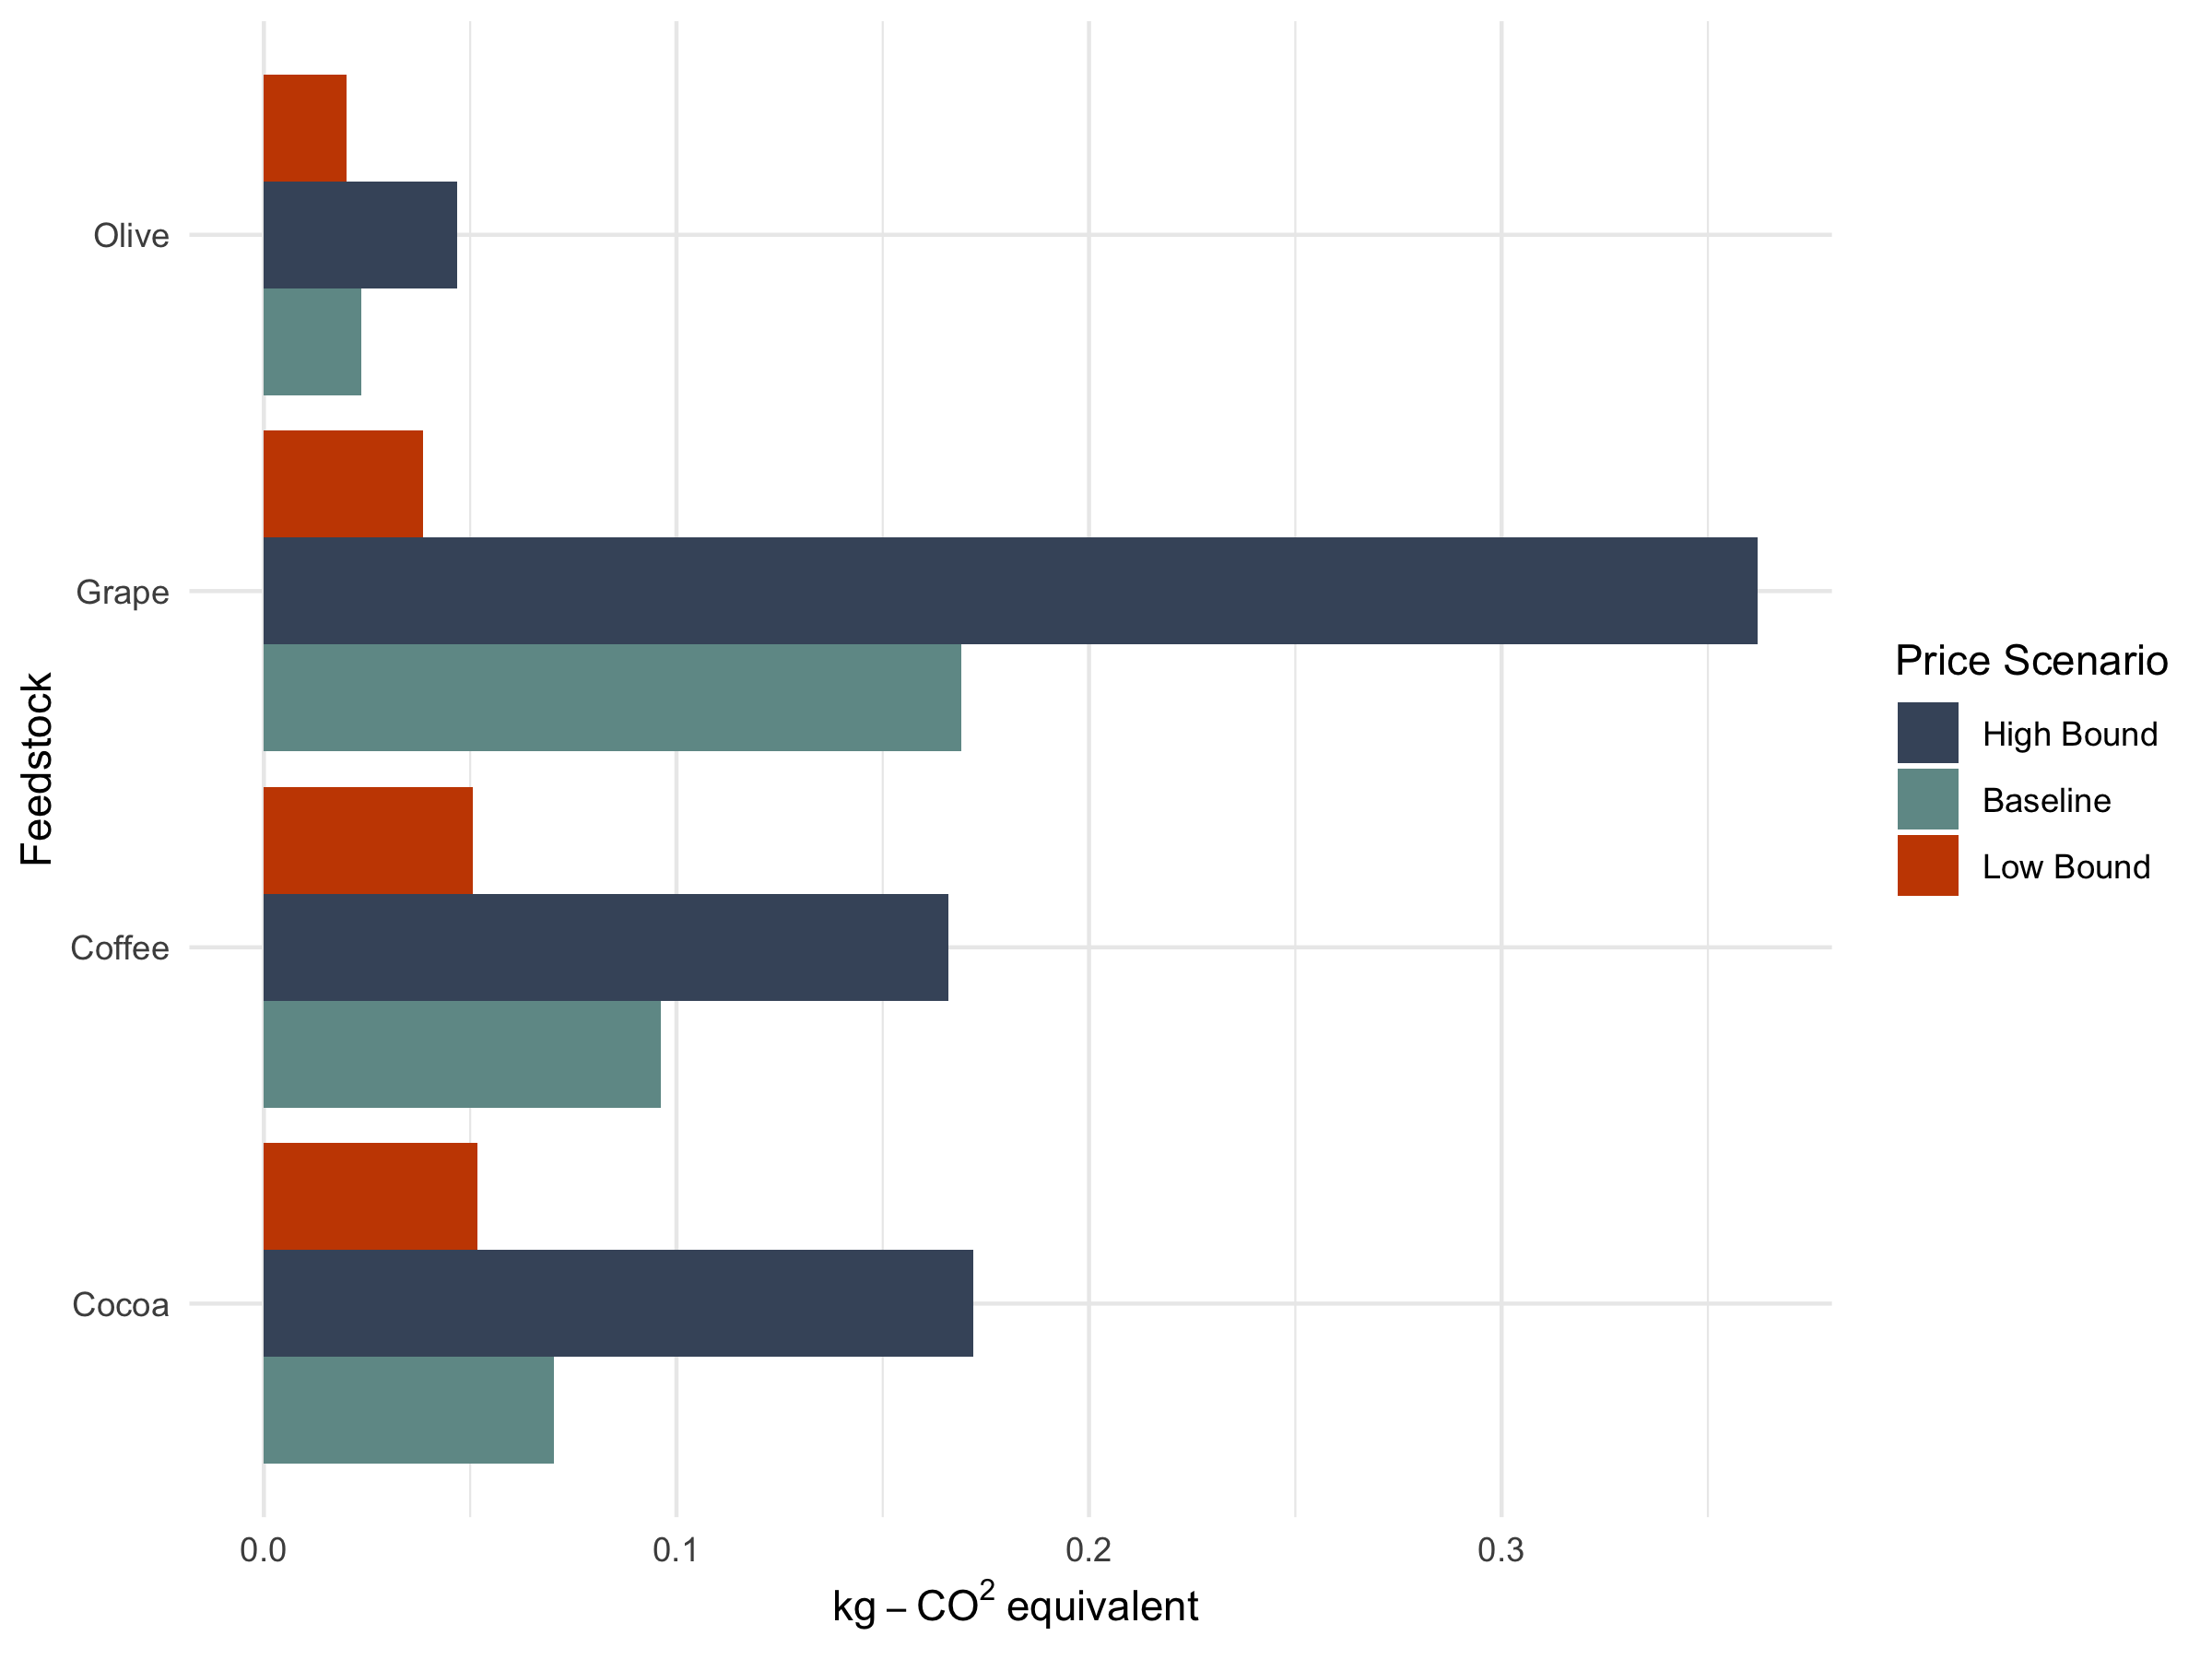 Olive
Grape
Coffee
Cocoa
Feedstock
0.0 0.1 0.2 0.3
kg – CO² equivalent
Price Scenario
High Bound
Baseline
Low Bound